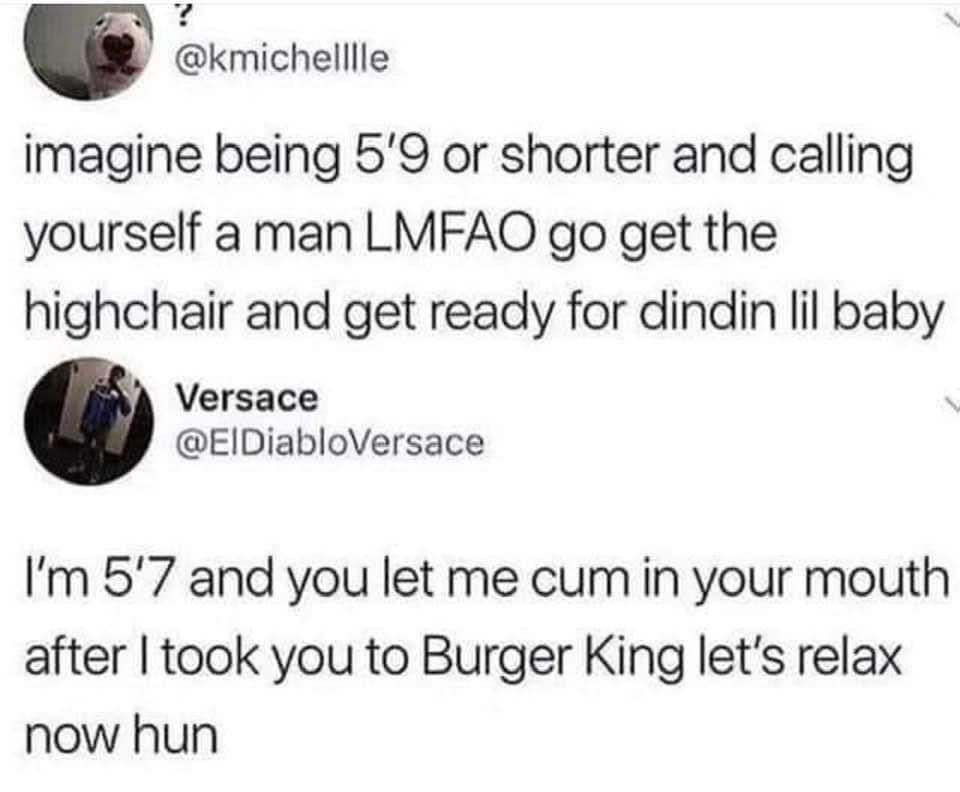 ?
@kmichelllle
imagine being 5'9 or shorter and calling
yourself a man LMFAO go get the
highchair and get ready for dindin lil baby
Versace
@ElDiabloVersace
I'm 5'7 and you let me cum in your mouth
after I took you to Burger King let's relax
now hun